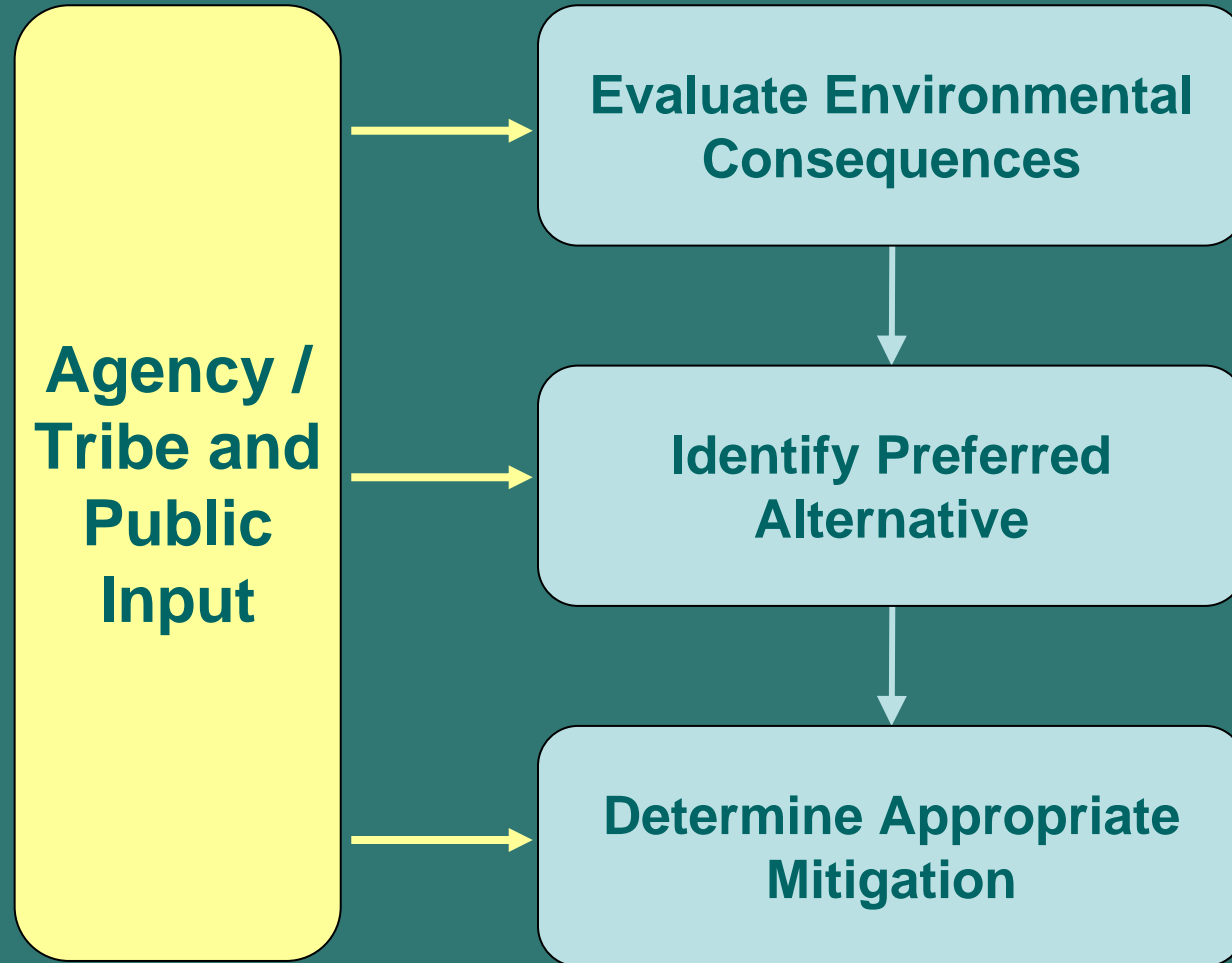 Agency /
Tribe and
Public
Input
Evaluate Environmental
Consequences
Identify Preferred
Alternative
Determine Appropriate
Mitigation